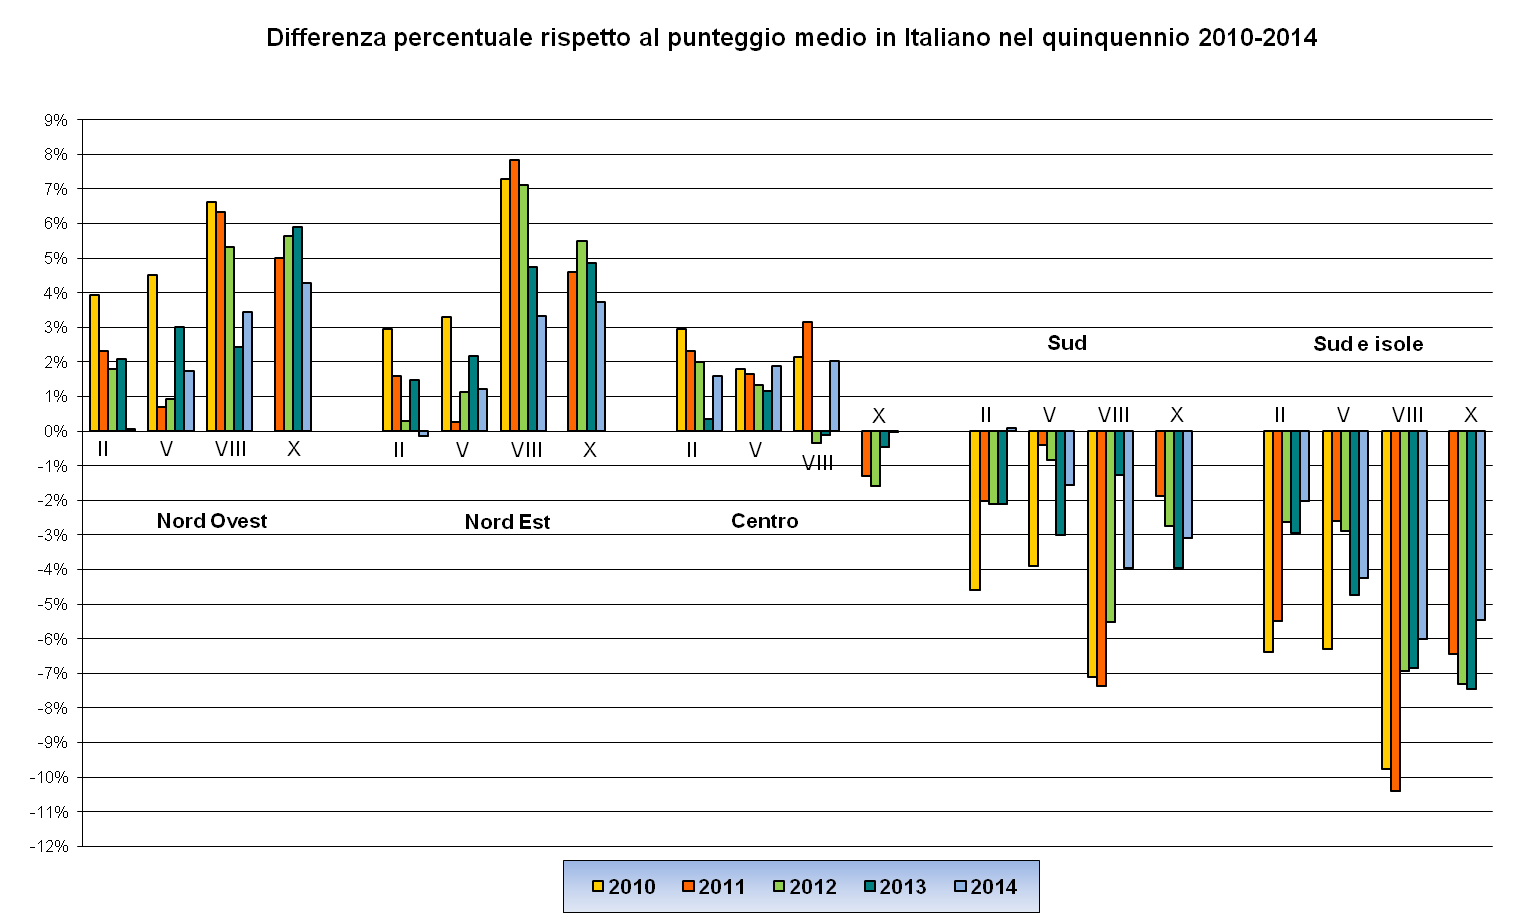 Differenza percentuale rispetto al punteggio medio in Italiano nel quinquennio 2010-2014
9%
8%
7%
6%
5%
4%
3%
2%
1%
0%
-1%
-2%
-3%
-4%
-5%
-6%
-7%
-8%
-9%
-10%
-11%
-12%
II V VIII X
Nord Ovest
II V VIII X
Nord Est
II V VIII X
Centro
Sud
II V VIII X
Sud e isole
II V VIII X
2010 2011 2012 2013 2014